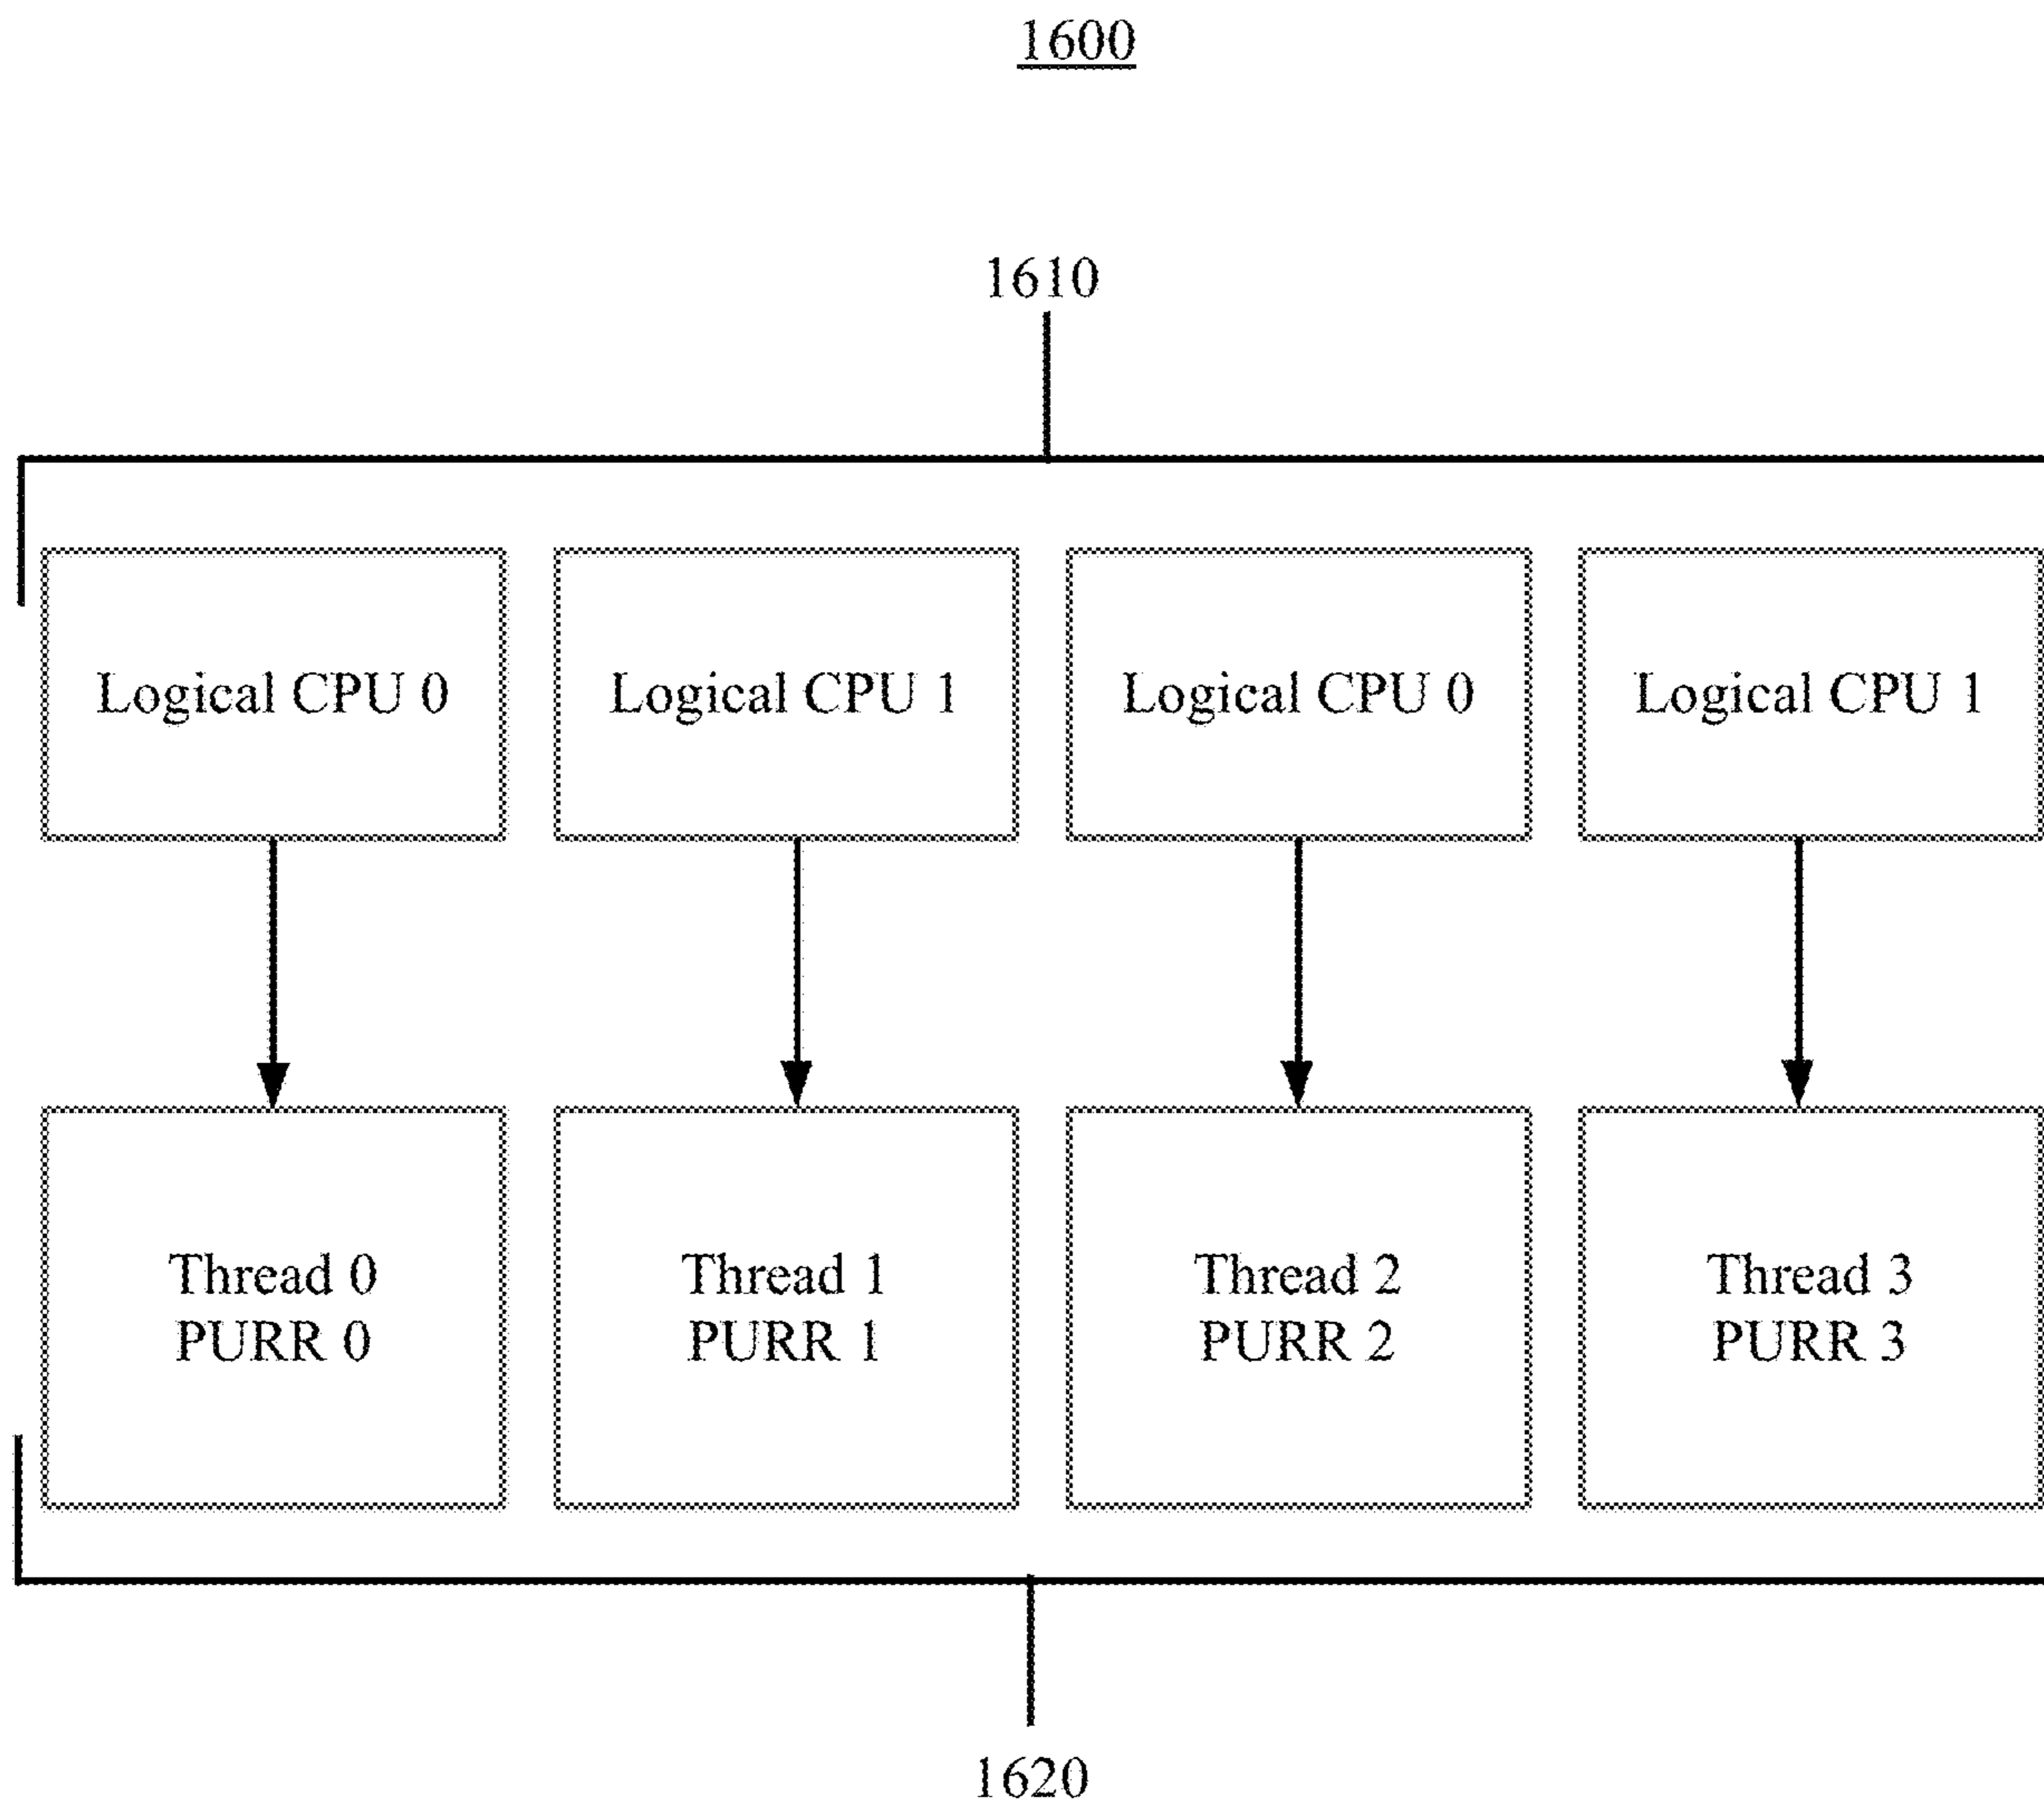 1600
1610
Logical CPU 0
Logical CPU 1
Logical CPU 0
Logical CPU 1
Thread 0
PURR 0
Thread 1
PURR 1
Thread 2
PURR 2
Thread 3
PURR 3
1620